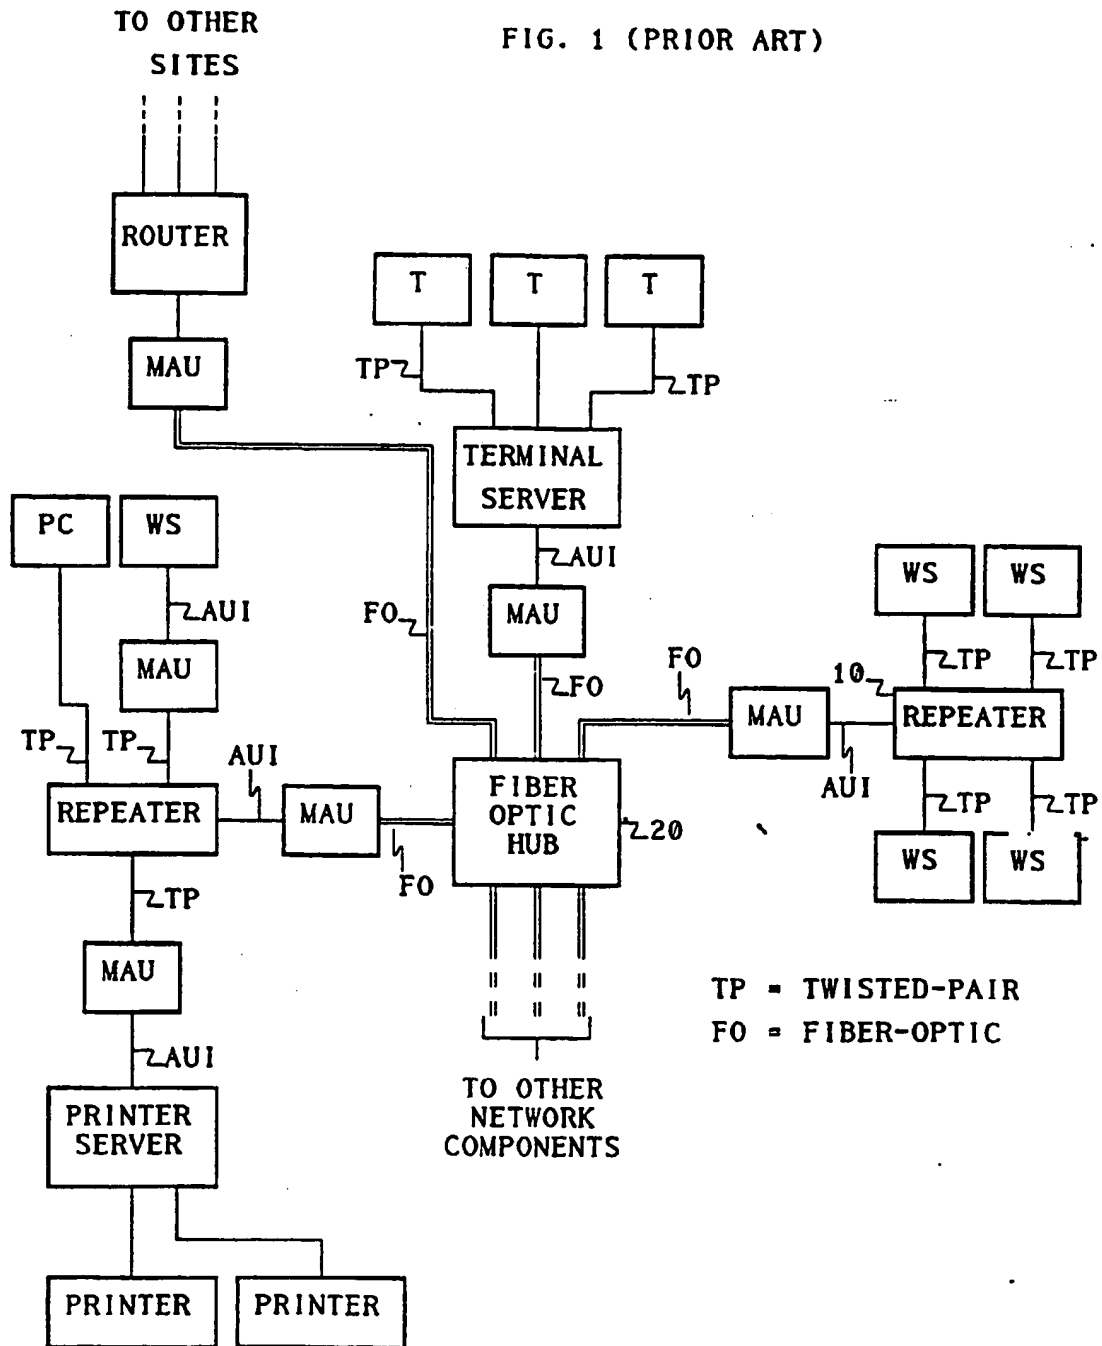 TO OTHER
SITES
FIG. 1 (PRIOR ART)
ROUTER
MAU
T
T
T
TP
TP
TERMINAL
SERVER
AUI
MAU
FO
FO
PC
WS
AUI
MAU
TP
TP
REPEATER
AUI
MAU
FO
FIBER
OPTIC
HUB
20
FO
MAU
AUI
10
REPEATER
WS
WS
TP
TP
TP
TP
WS
WS
TP
MAU
AUI
PRINTER
SERVER
PRINTER
PRINTER
TO OTHER
NETWORK
COMPONENTS
TP = TWISTED-PAIR
FO = FIBER-OPTIC